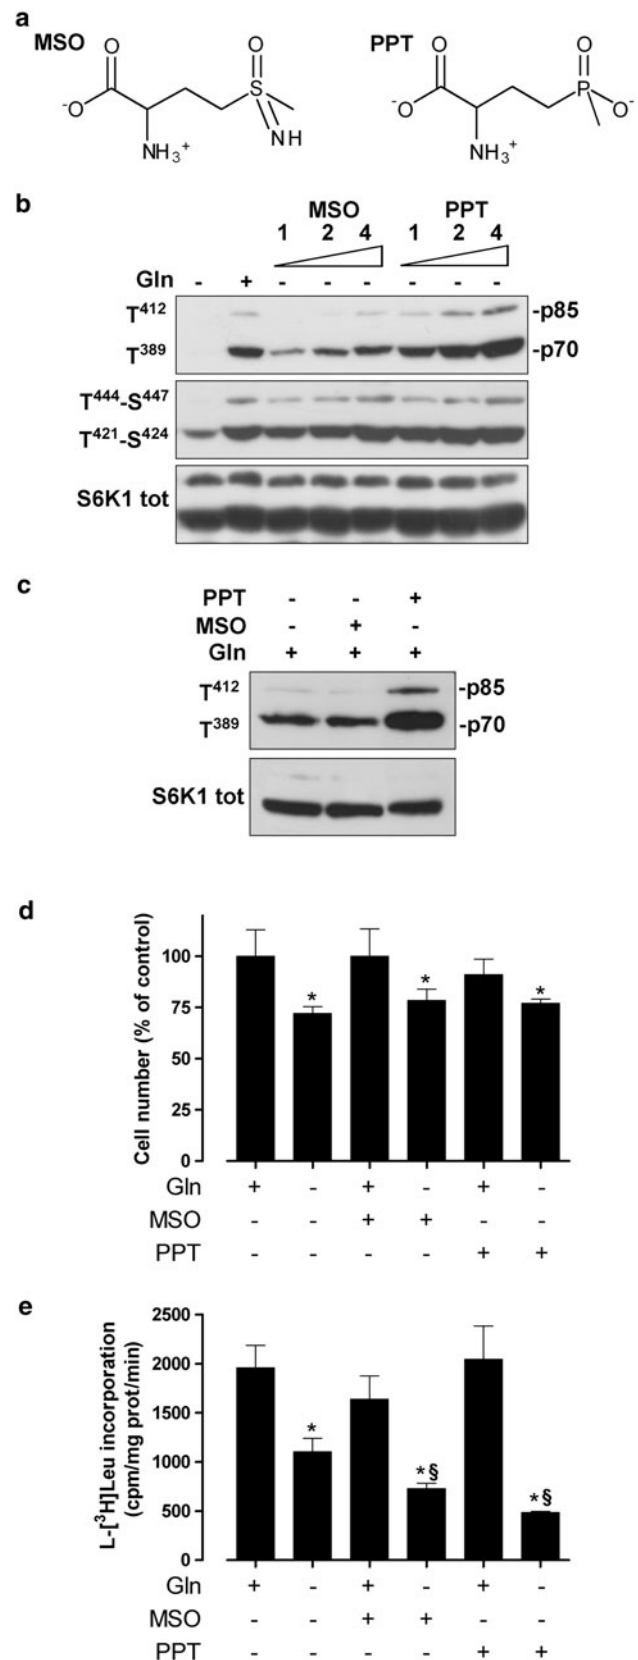 a
MSO PPT
O O O O
⁻O S ⁻O P O⁻
NH₃⁺ NH NH₃⁺
b
MSO PPT
1 2 4 1 2 4
Gln - + - - - - - -
T⁴¹² -p85
T³⁸⁹ -p70
T⁴⁴⁴-S⁴⁴⁷
T⁴²¹-S⁴²⁴
S6K1 tot
c
PPT - - +
MSO - + -
Gln + + +
T⁴¹² -p85
T³⁸⁹ -p70
S6K1 tot
d
Cell number (% of control)
100
75
50
25
0
* * *
Gln + - + - + -
MSO - - + + - -
PPT - - - - + +
e
L-[³H]Leu incorporation
(cpm/mg prot/min)
2500
2000
1500
1000
500
0
* *§ *§
Gln + - + - + -
MSO - - + + - -
PPT - - - - + +